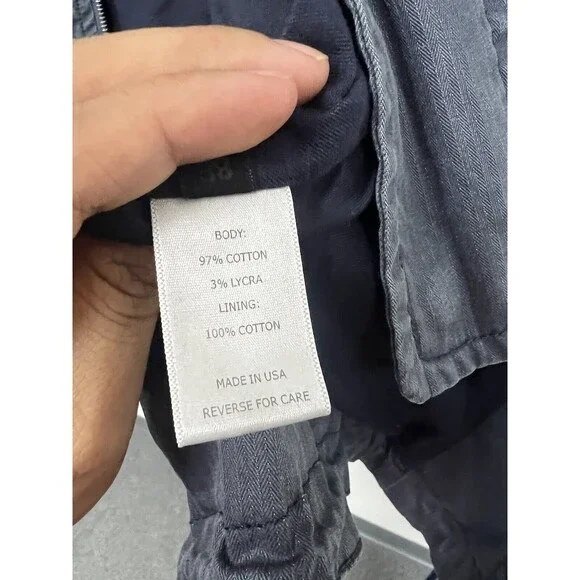 BODY:
97% COTTON
3% LYCRA
LINING:
100% COTTON
MADE IN USA
REVERSE FOR CARE